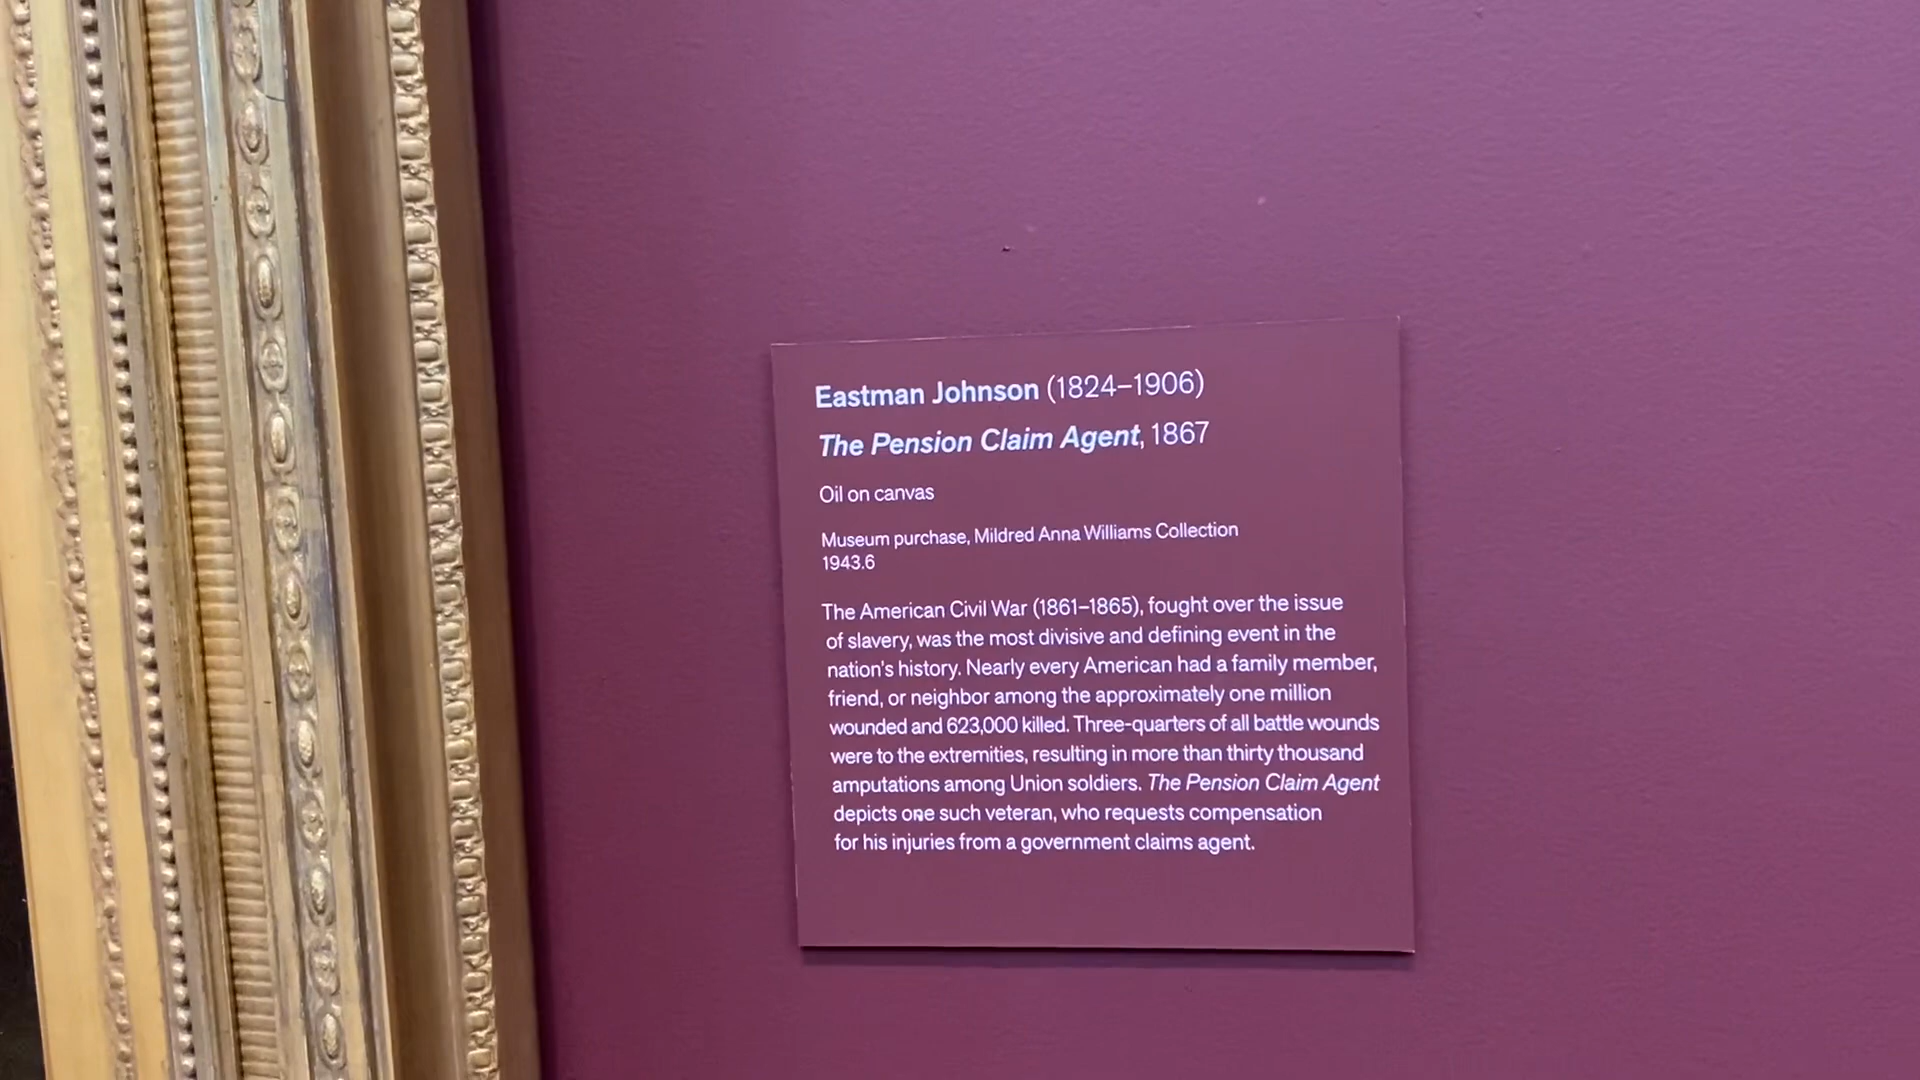 Eastman Johnson (1824–1906)
The Pension Claim Agent, 1867
Oil on canvas
Museum purchase, Mildred Anna Williams Collection
1943.6
The American Civil War (1861–1865), fought over the issue
of slavery, was the most divisive and defining event in the
nation's history. Nearly every American had a family member,
friend, or neighbor among the approximately one million
wounded and 623,000 killed. Three-quarters of all battle wounds
were to the extremities, resulting in more than thirty thousand
amputations among Union soldiers. The Pension Claim Agent
depicts one such veteran, who requests compensation
for his injuries from a government claims agent.